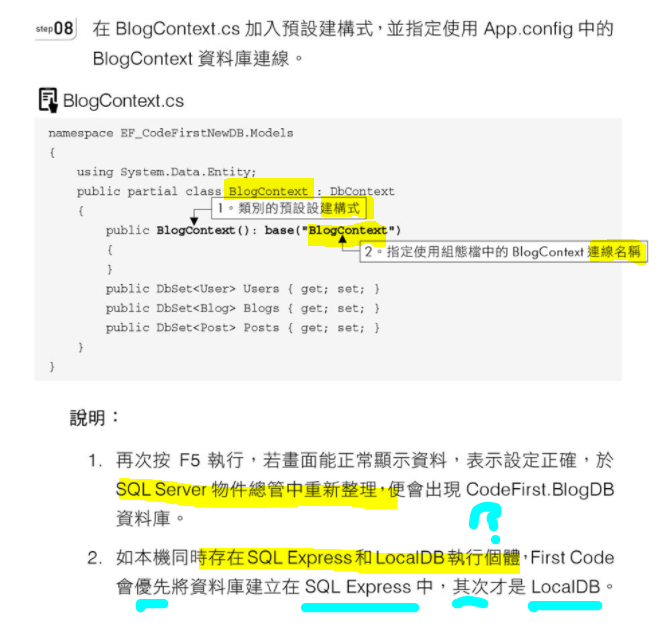 step08 在 BlogContext.cs 加入預設建構式，並指定使用 App.config 中的
BlogContext 資料庫連線。
BlogContext.cs
namespace EF_CodeFirstNewDB.Models
{
using System.Data.Entity;
public partial class BlogContext : DbContext
{
1。類別的預設設建構式
public BlogContext(): base("BlogContext")
{
2。指定使用組態檔中的 BlogContext 連線名稱
}
public DbSet<User> Users { get; set; }
public DbSet<Blog> Blogs { get; set; }
public DbSet<Post> Posts { get; set; }
}
}
說明：
1. 再次按 F5 執行，若畫面能正常顯示資料，表示設定正確，於
SQL Server 物件總管中重新整理，便會出現 CodeFirst.BlogDB
資料庫。
?
2. 如本機同時存在 SQL Express 和 LocalDB 執行個體，First Code
會優先將資料庫建立在 SQL Express 中，其次才是 LocalDB。